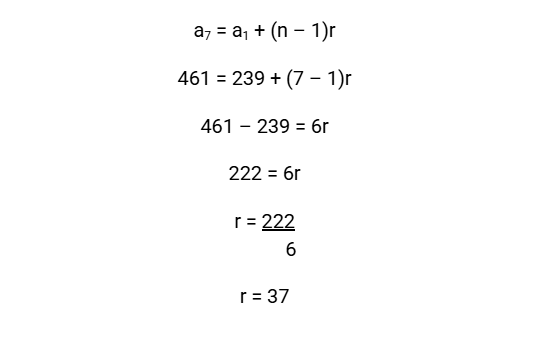 a₇ = a₁ + (n – 1)r
461 = 239 + (7 – 1)r
461 – 239 = 6r
222 = 6r
r = 222
6
r = 37